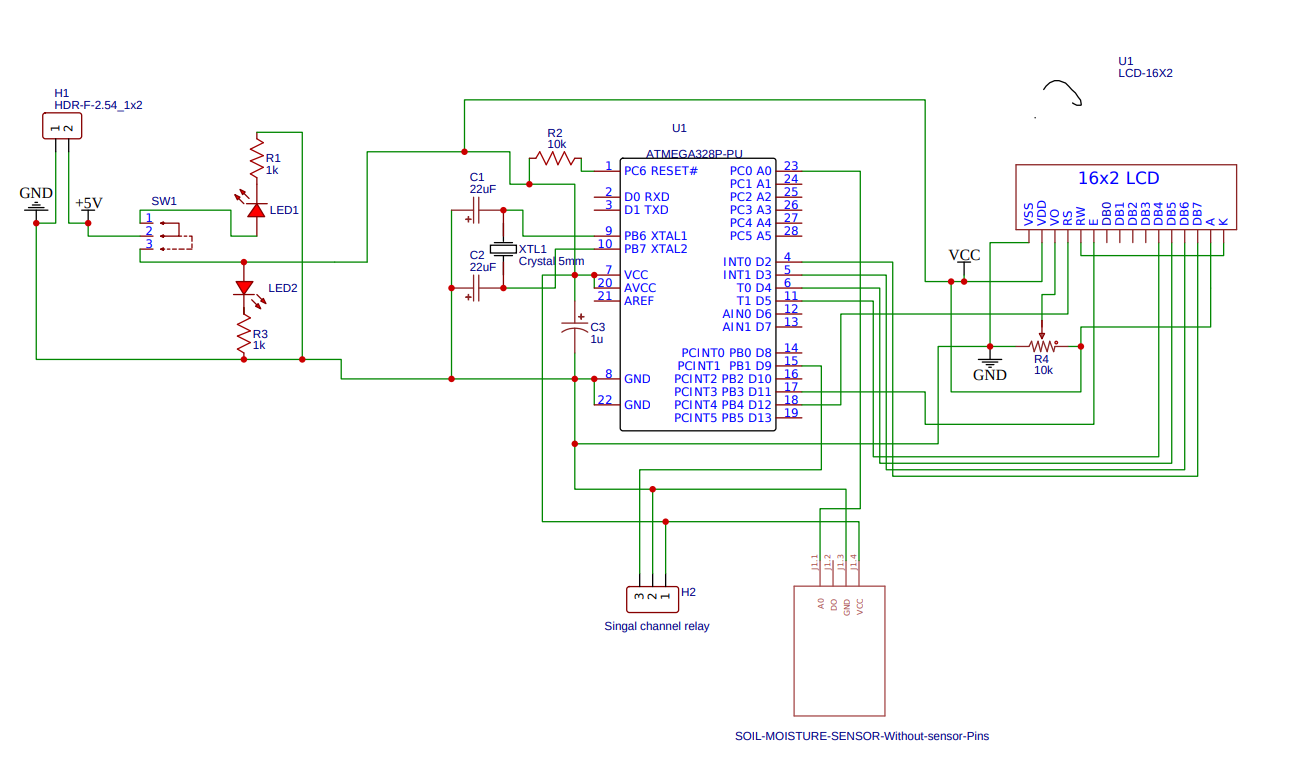 U1
LCD-16X2
H1
HDR-F-2.54_1x2
1
2
GND
+5V
SW1
1
2
3
R1
1k
LED1
LED2
R3
1k
R2
10k
C1
22uF
+
C2
22uF
+
XTL1
Crystal 5mm
C3
1u
+
U1
ATMEGA328P-PU
1 PC6 RESET#
2 D0 RXD
3 D1 TXD
9 PB6 XTAL1
10 PB7 XTAL2
7 VCC
20 AVCC
21 AREF
8 GND
22 GND
PC0 A0 23
PC1 A1 24
PC2 A2 25
PC3 A3 26
PC4 A4 27
PC5 A5 28
INT0 D2 4
INT1 D3 5
T0 D4 6
T1 D5 11
AIN0 D6 12
AIN1 D7 13
PCINT0 PB0 D8 14
PCINT1 PB1 D9 15
PCINT2 PB2 D10 16
PCINT3 PB3 D11 17
PCINT4 PB4 D12 18
PCINT5 PB5 D13 19
16x2 LCD
VSS
VDD
VO
RS
RW
E
DB0
DB1
DB2
DB3
DB4
DB5
DB6
DB7
A
K
VCC
GND
R4
10k
3
2
1
H2
Singal channel relay
J1.1
J1.2
J1.3
J1.4
A0
DO
GND
VCC
SOIL-MOISTURE-SENSOR-Without-sensor-Pins